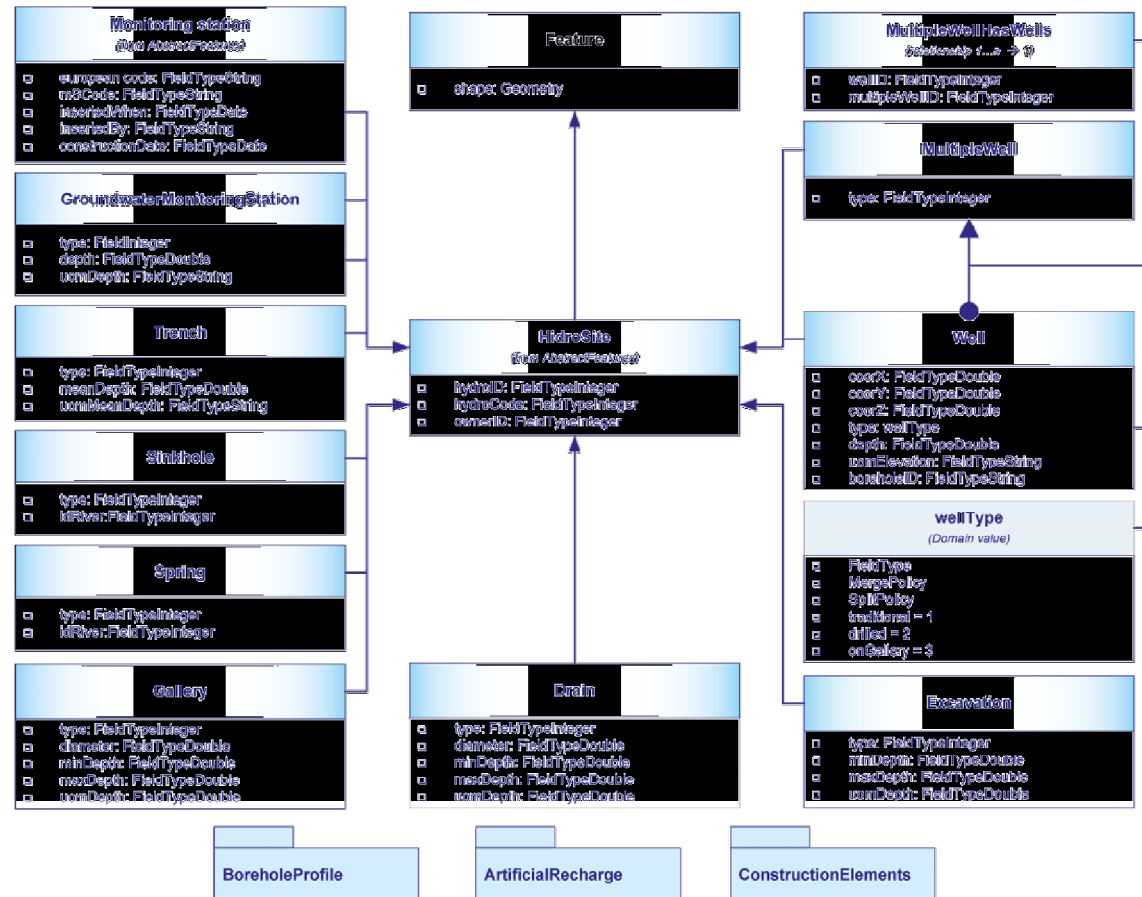 Monitoring station
(from AbstractFeatures)
european code: FieldTypeString
mSCode: FieldTypeString
insertedWhen: FieldTypeDate
insertedBy: FieldTypeString
constructionDate: FieldTypeDate
GroundwaterMonitoringStation
type: FieldInteger
depth: FieldTypeDouble
uomDepth: FieldTypeString
Trench
type: FieldTypeInteger
meanDepth: FieldTypeDouble
uomMeanDepth: FieldTypeString
Sinkhole
type: FieldTypeInteger
idRiver:FieldTypeInteger
Spring
type: FieldTypeInteger
idRiver:FieldTypeInteger
Gallery
type: FieldTypeInteger
diameter: FieldTypeDouble
minDepth: FieldTypeDouble
maxDepth: FieldTypeDouble
uomDepth: FieldTypeDouble
Feature
shape: Geometry
HidroSite
(from AbstractFeatures)
hydroID: FieldTypeInteger
hydroCode: FieldTypeInteger
ownerID: FieldTypeInteger
Drain
type: FieldTypeInteger
diameter: FieldTypeDouble
minDepth: FieldTypeDouble
maxDepth: FieldTypeDouble
uomDepth: FieldTypeDouble
MultipleWellHasWells
(relationship 1...n → 1)
wellID: FieldTypeInteger
multipleWellID: FieldTypeInteger
MultipleWell
type: FieldTypeInteger
Well
coorX: FieldTypeDouble
coorY: FieldTypeDouble
coorZ: FieldTypeDouble
type: wellType
depth: FieldTypeDouble
uomElevation: FieldTypeString
boreholeID: FieldTypeString
wellType
(Domain value)
FieldType
MergePolicy
SplitPolicy
traditional = 1
drilled = 2
onGallery = 3
Excavation
type: FieldTypeInteger
minDepth: FieldTypeDouble
maxDepth: FieldTypeDouble
uomDepth: FieldTypeDouble
BoreholeProfile
ArtificialRecharge
ConstructionElements